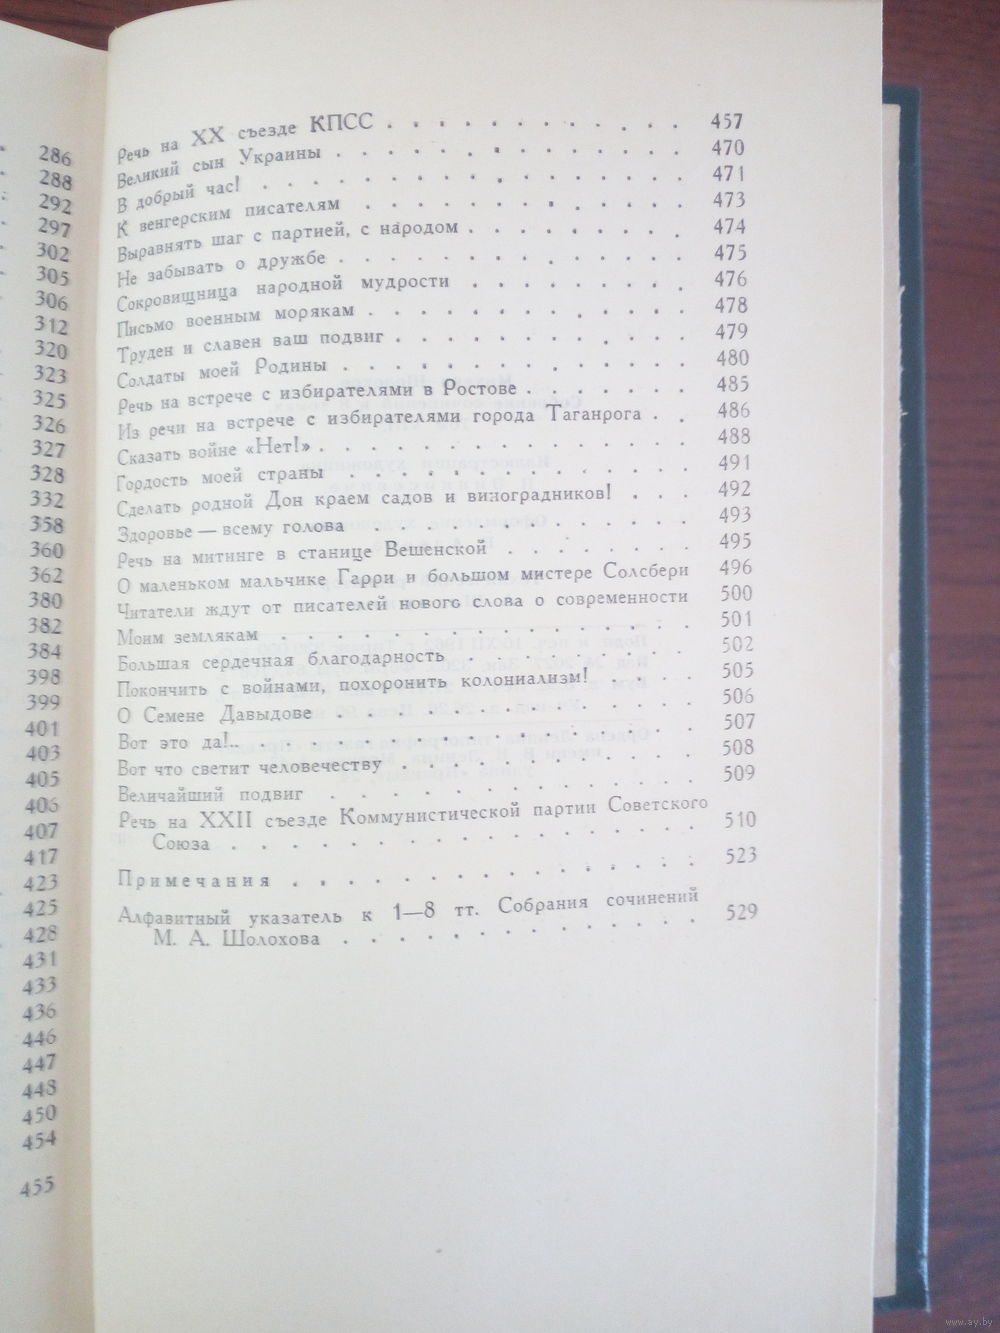 286
288
292
297
302
305
306
312
320
323
325
326
327
328
332
358
360
362
380
382
384
398
399
401
403
405
406
407
417
423
425
428
431
433
436
446
447
448
450
454
455
Речь на XX съезде КПСС . . . . . . . . . . . 457
Великий сын Украины . . . . . . . . . . . . . 470
В добрый час! . . . . . . . . . . . . . . . . 471
К венгерским писателям . . . . . . . . . . . . 473
Выравнять шаг с партией, с народом . . . . . . . . 474
Не забывать о дружбе . . . . . . . . . . . . . 475
Сокровищница народной мудрости . . . . . . . . 476
Письмо военным морякам . . . . . . . . . . . . 478
Труден и славен ваш подвиг . . . . . . . . . . . 479
Солдаты моей Родины . . . . . . . . . . . . . 480
Речь на встрече с избирателями в Ростове . . . . . . 485
Из речи на встрече с избирателями города Таганрога . . 486
Сказать войне «Нет!» . . . . . . . . . . . . . . 488
Гордость моей страны . . . . . . . . . . . . . 491
Сделать родной Дон краем садов и виноградников! . . . 492
Здоровье — всему голова . . . . . . . . . . . . 493
Речь на митинге в станице Вешенской . . . . . . . 495
О маленьком мальчике Гарри и большом мистере Солсбери 496
Читатели ждут от писателей нового слова о современности 500
Моим землякам . . . . . . . . . . . . . . . 501
Большая сердечная благодарность . . . . . . . . 502
Покончить с войнами, похоронить колониализм! . . . . 505
О Семене Давыдове . . . . . . . . . . . . . . 506
Вот это да!.. . . . . . . . . . . . . . . . . 507
Вот что светит человечеству . . . . . . . . . . . 508
Величайший подвиг . . . . . . . . . . . . . . 509
Речь на XXII съезде Коммунистической партии Советского
Союза . . . . . . . . . . . . . . . . . 510
Примечания . . . . . . . . . . . . . . . 523
Алфавитный указатель к 1—8 тт. Собрания сочинений
М. А. Шолохова . . . . . . . . . . . . . 529
www.ay.by